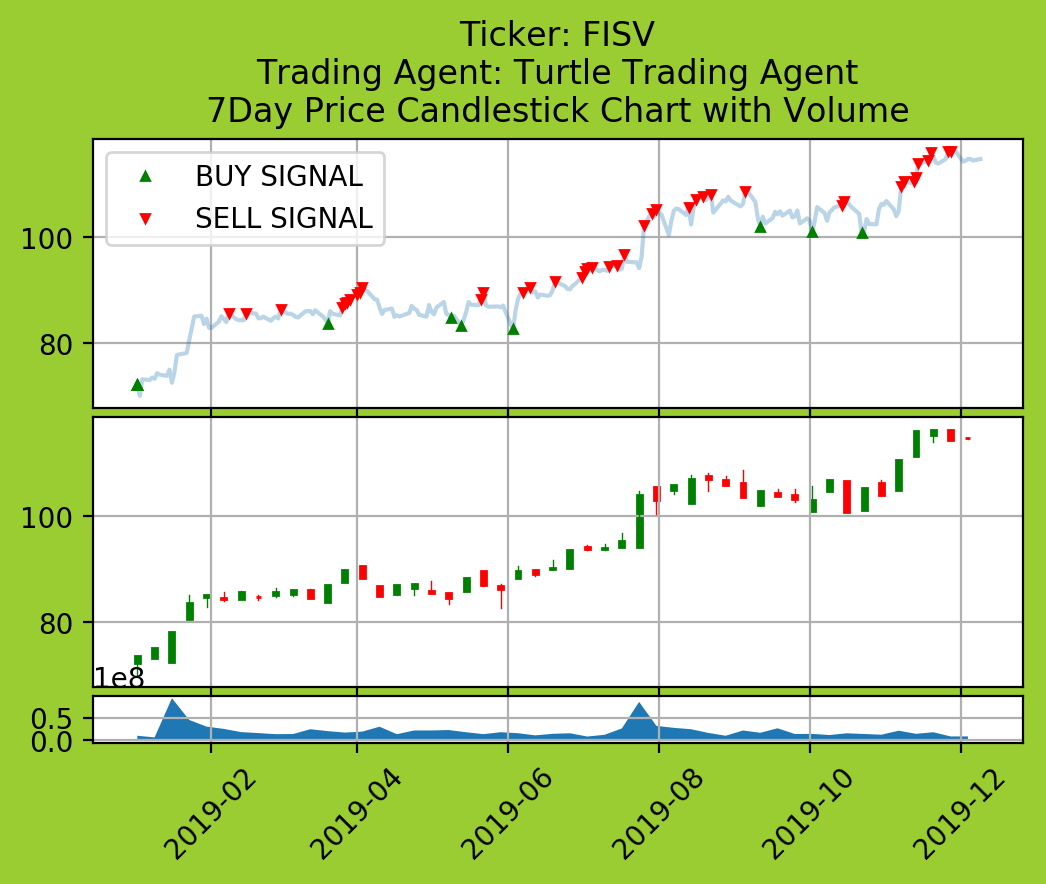 Ticker: FISV
Trading Agent: Turtle Trading Agent
7Day Price Candlestick Chart with Volume
BUY SIGNAL
SELL SIGNAL
100
80
100
80
1e8
0.5
0.0
2019-02
2019-04
2019-06
2019-08
2019-10
2019-12